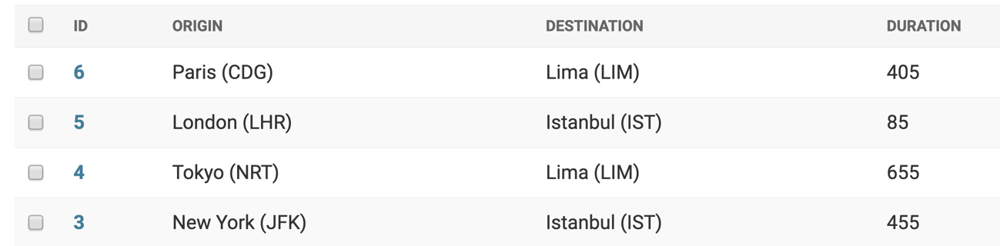 ID ORIGIN DESTINATION DURATION
6 Paris (CDG) Lima (LIM) 405
5 London (LHR) Istanbul (IST) 85
4 Tokyo (NRT) Lima (LIM) 655
3 New York (JFK) Istanbul (IST) 455